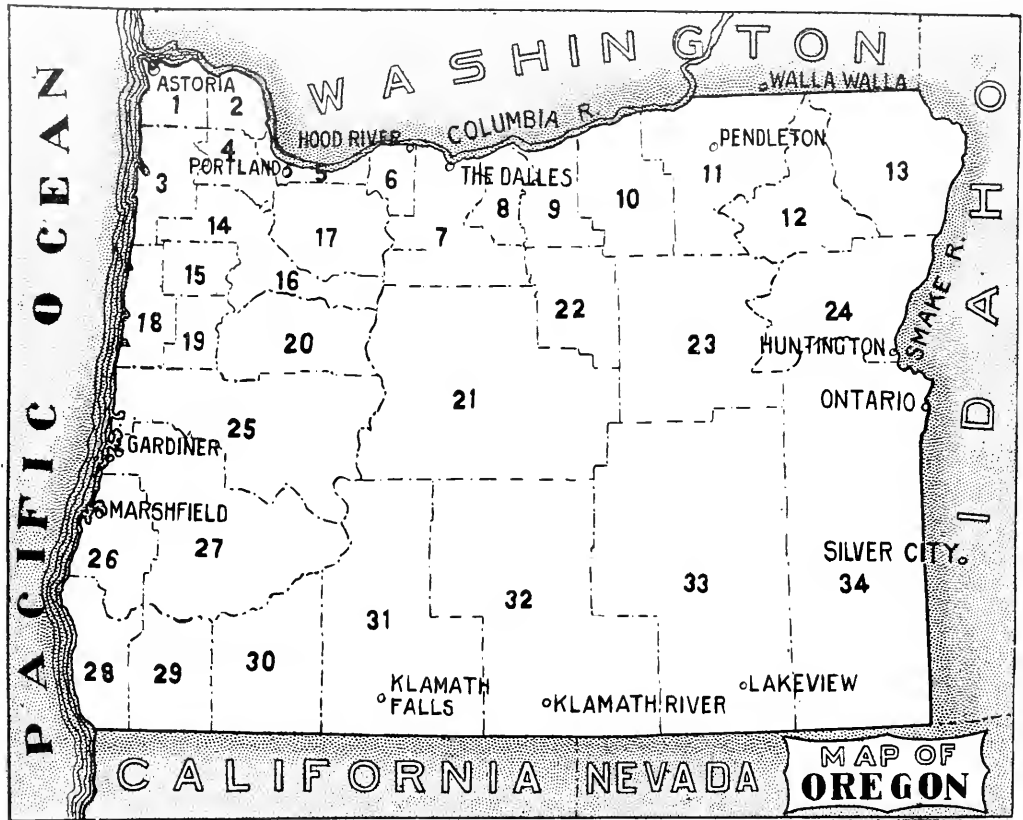 WASHINGTON
WALLA WALLA
ASTORIA
1
2
HOOD RIVER
COLUMBIA R.
PENDLETON
4
PORTLAND
5
6
THE DALLES
10
11
13
3
8
9
12
14
17
7
15
16
22
24
18
19
20
23
HUNTINGTON
SMAKE R.
21
ONTARIO
25
GARDINER
MARSHFIELD
26
27
SILVER CITY
34
31
32
33
28
29
30
KLAMATH
FALLS
KLAMATH RIVER
LAKEVIEW
PACIFIC OCEAN
IDAHO
CALIFORNIA
NEVADA
MAP OF
OREGON